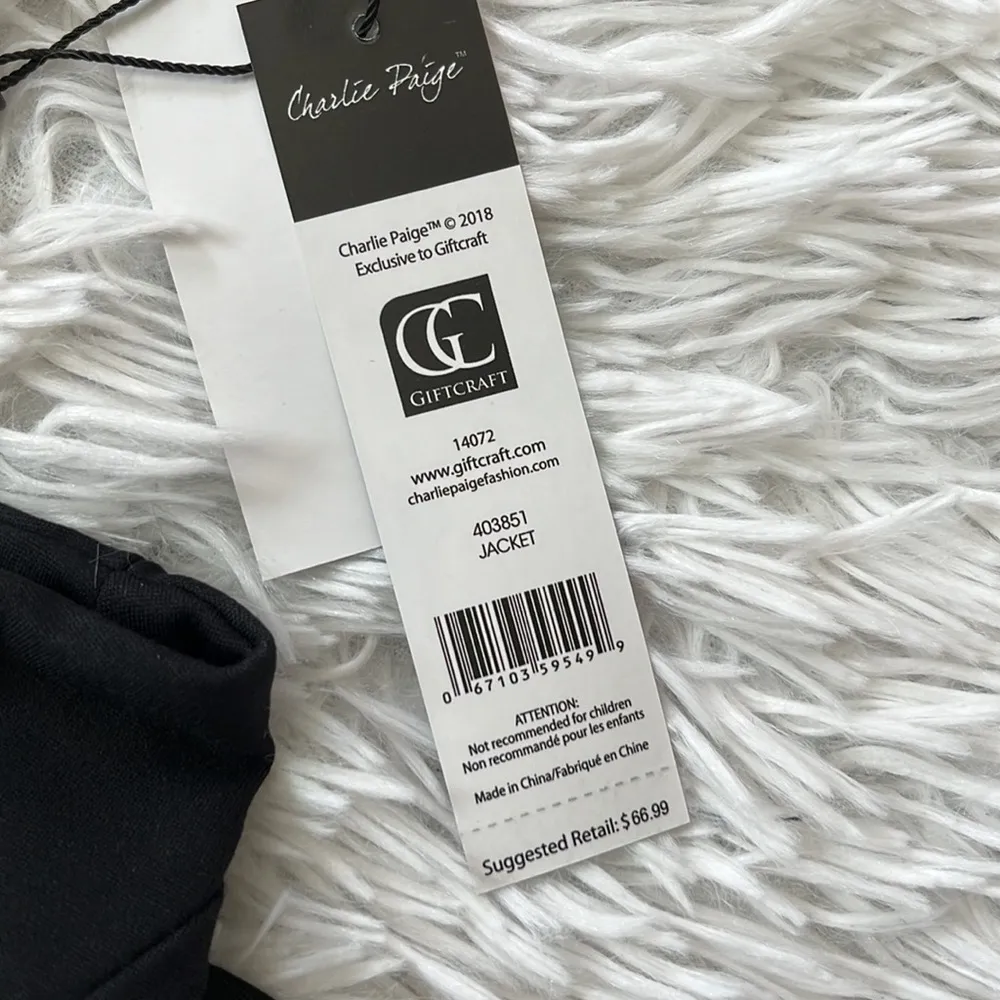 Charlie Paige™
Charlie Paige™ © 2018
Exclusive to Giftcraft
GC
GIFTCRAFT
14072
www.giftcraft.com
charliepaigefashion.com
403851
JACKET
0 67103 59549 9
ATTENTION:
Not recommended for children
Non recommandé pour les enfants
Made in China/Fabriqué en Chine
Suggested Retail: $66.99